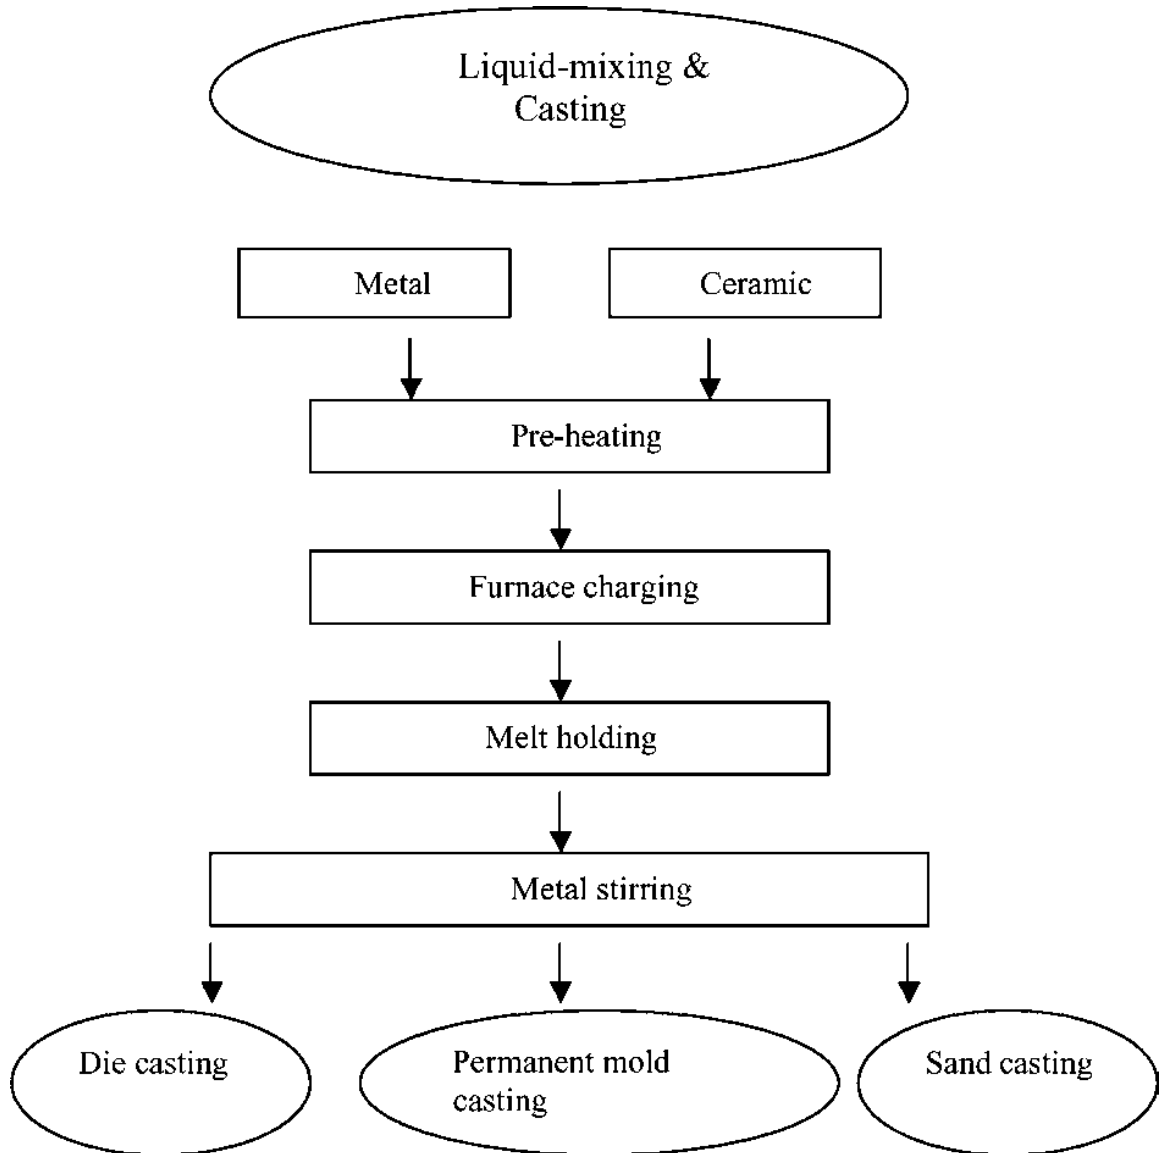 Liquid-mixing &
Casting
Metal
Ceramic
Pre-heating
Furnace charging
Melt holding
Metal stirring
Die casting
Permanent mold
casting
Sand casting